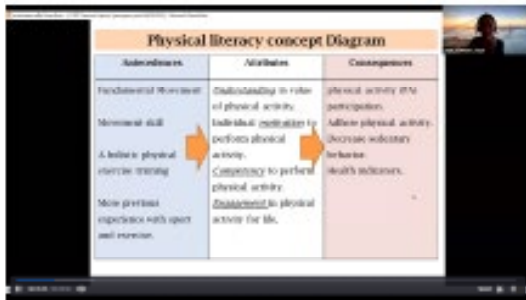 Physical literacy concept Diagram
Antecedences
Attributes
Consequences
Fundamental Movement
Movement skill
A holistic physical
exercise training
More previous
experience with sport
and exercise.
Understanding in value
of physical activity.
Individual motivation to
perform physical
activity.
Competency to perform
physical activity.
Engagement in physical
activity for life.
physical activity (PA)
participation.
Adhere physical activity.
Decrease sedentary
behavior.
Health indicators.